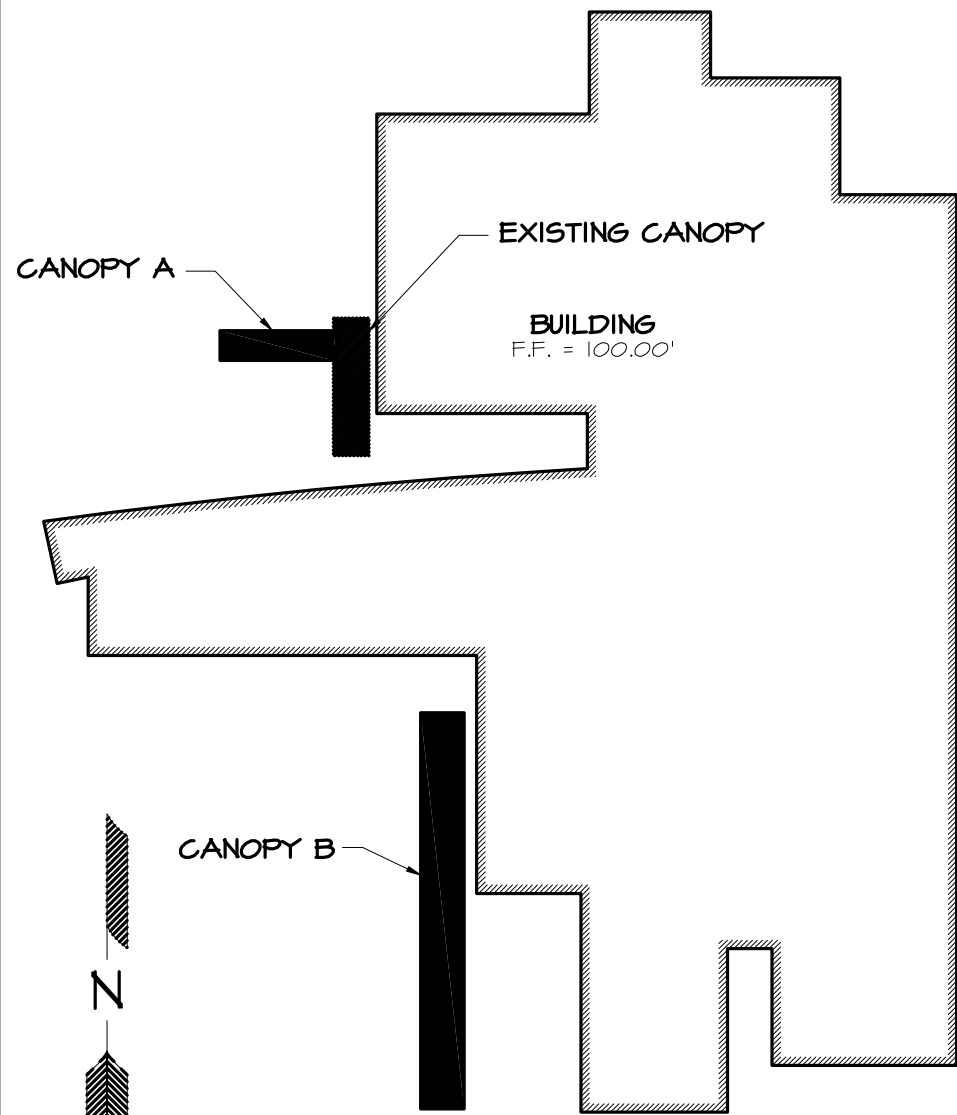 EXISTING CANOPY
CANOPY A
BUILDING
F.F. = 100.00'
CANOPY B
N